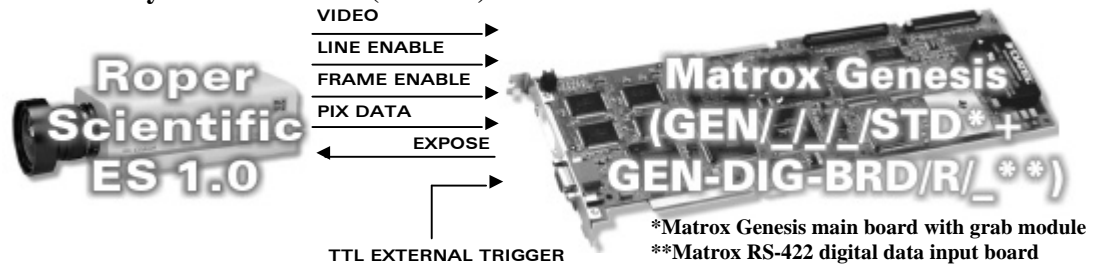 VIDEO
LINE ENABLE
FRAME ENABLE
PIX DATA
EXPOSE
TTL EXTERNAL TRIGGER
Roper
Scientific
ES 1.0
Matrox Genesis
(GEN/_/_/_/STD* +
GEN-DIG-BRD/R/_**)
*Matrox Genesis main board with grab module
**Matrox RS-422 digital data input board